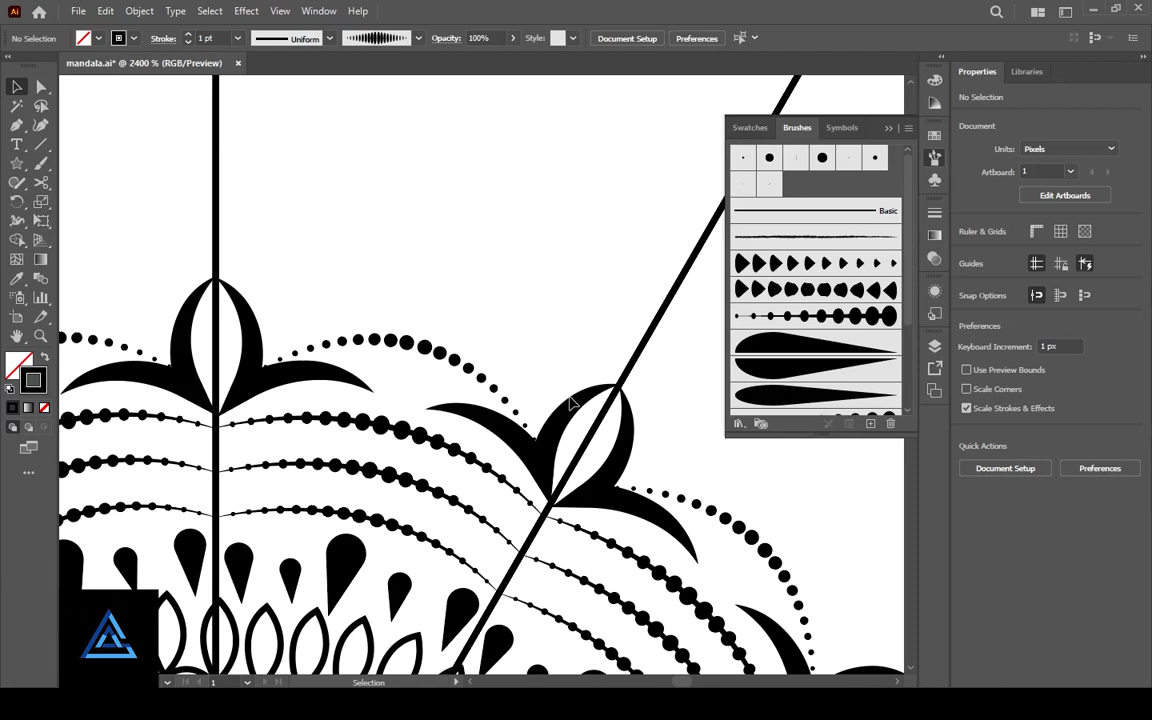 Ai File Edit Object Type Select Effect View Window Help
No Selection Stroke: 1 pt Uniform Opacity: 100% Style: Document Setup Preferences
mandala.ai* @ 2400 % (RGB/Preview)
Properties Libraries
No Selection
Swatches Brushes Symbols
Document
Units: Pixels
Artboard: 1
Edit Artboards
Basic
Ruler & Grids
Guides
Snap Options
Preferences
Keyboard Increment: 1 px
Use Preview Bounds
Scale Corners
Scale Strokes & Effects
Quick Actions
Document Setup Preferences
1 Selection